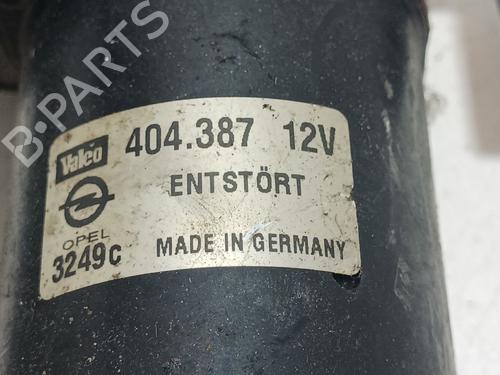 B-PARTS
Valeo 404.387 12V
ENTSTÖRT
OPEL
3249c MADE IN GERMANY